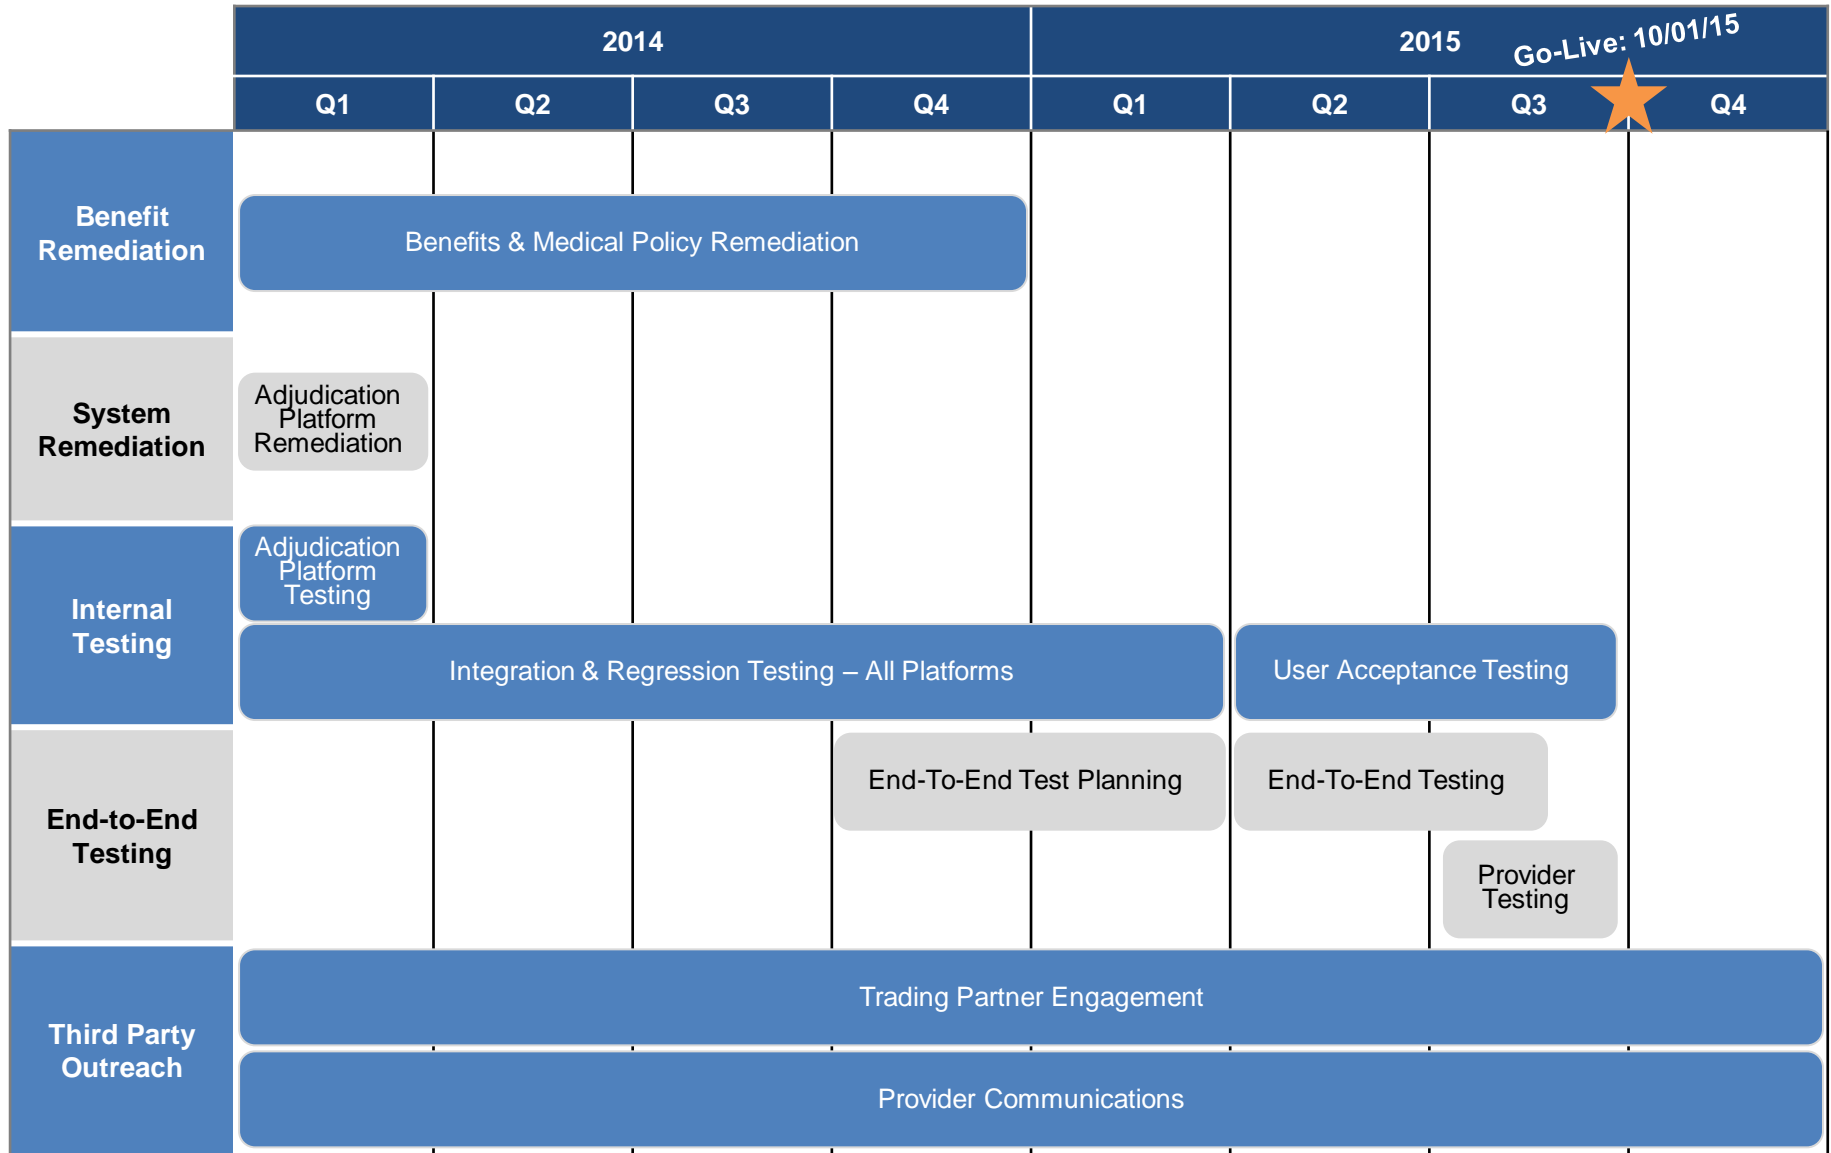 2014
2015
Go-Live: 10/01/15
Q1
Q2
Q3
Q4
Q1
Q2
Q3
Q4
Benefit
Remediation
Benefits & Medical Policy Remediation
System
Remediation
Adjudication
Platform
Remediation
Internal
Testing
Adjudication
Platform
Testing
Integration & Regression Testing – All Platforms
User Acceptance Testing
End-to-End
Testing
End-To-End Test Planning
End-To-End Testing
Provider
Testing
Third Party
Outreach
Trading Partner Engagement
Provider Communications